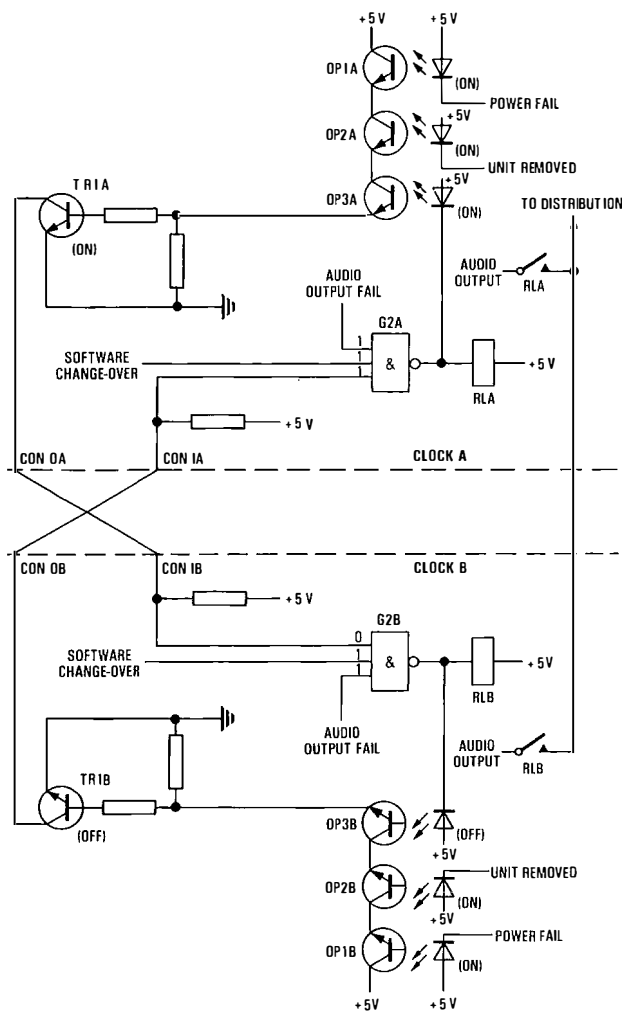 +5V +5V
OP1A (ON)
POWER FAIL
+5V
OP2A (ON)
UNIT REMOVED
+5V
TR1A OP3A (ON) TO DISTRIBUTION
(ON)
AUDIO OUTPUT FAIL
AUDIO OUTPUT RLA
G2A
1
SOFTWARE CHANGE-OVER 1 & +5V
1
RLA
+5V
CON 0A CON 1A CLOCK A
CON 0B CON 1B CLOCK B
+5V
G2B
0
SOFTWARE CHANGE-OVER 1 & +5V
1
RLB
AUDIO OUTPUT FAIL
AUDIO OUTPUT RLB
TR1B
(OFF)
OP3B (OFF)
+5V
UNIT REMOVED
OP2B (ON)
+5V
POWER FAIL
OP1B (ON)
+5V +5V